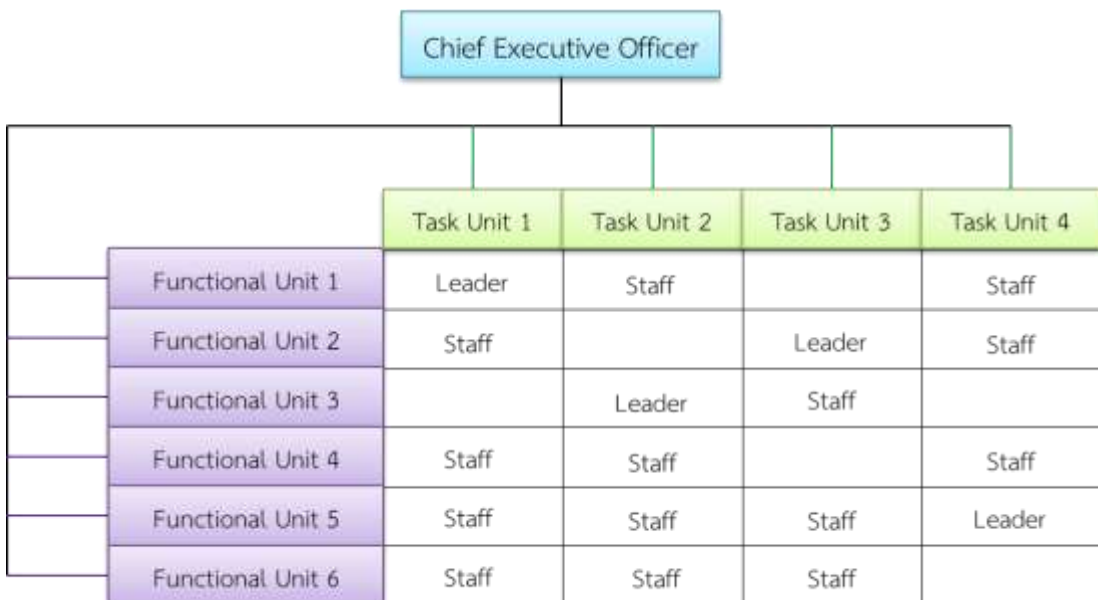 Chief Executive Officer
Task Unit 1 Task Unit 2 Task Unit 3 Task Unit 4
Functional Unit 1 Leader Staff Staff
Functional Unit 2 Staff Leader Staff
Functional Unit 3 Leader Staff
Functional Unit 4 Staff Staff Staff
Functional Unit 5 Staff Staff Staff Leader
Functional Unit 6 Staff Staff Staff